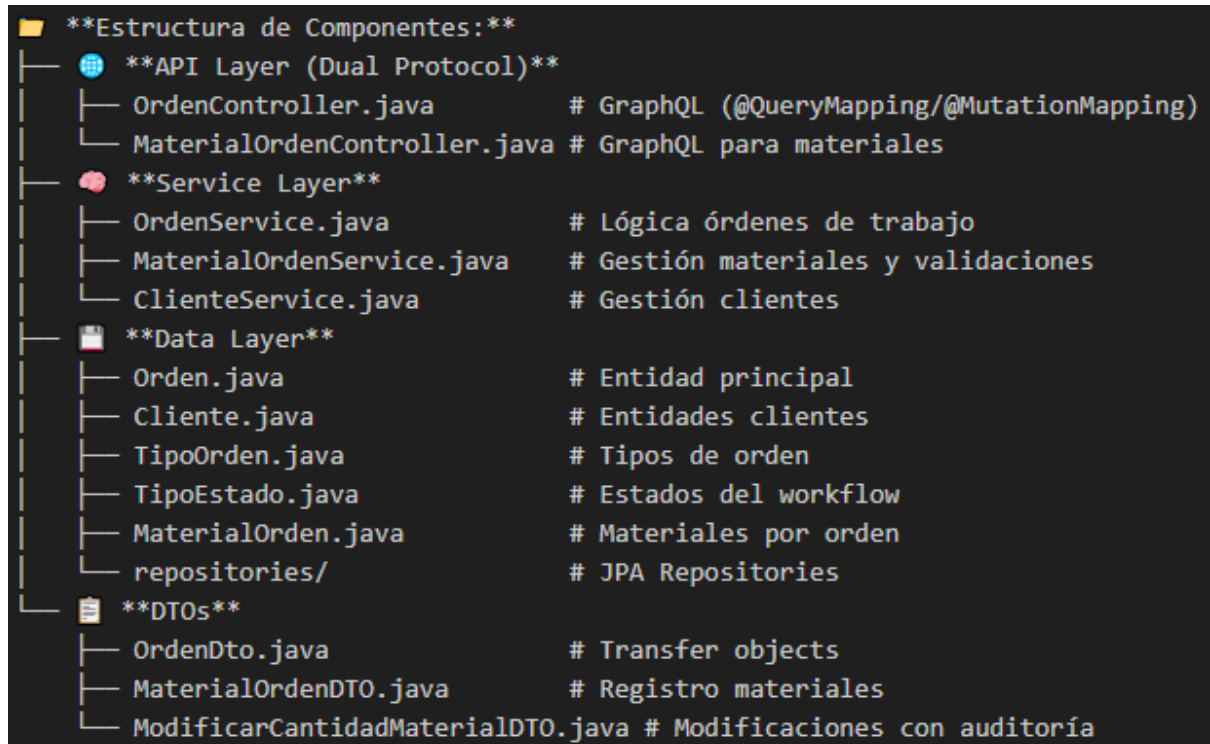 📁 **Estructura de Componentes:**
├── 🌐 **API Layer (Dual Protocol)**
│   ├── OrdenController.java         # GraphQL (@QueryMapping/@MutationMapping)
│   └── MaterialOrdenController.java # GraphQL para materiales
├── 🧠 **Service Layer**
│   ├── OrdenService.java            # Lógica órdenes de trabajo
│   ├── MaterialOrdenService.java    # Gestión materiales y validaciones
│   └── ClienteService.java          # Gestión clientes
├── 💾 **Data Layer**
│   ├── Orden.java                   # Entidad principal
│   ├── Cliente.java                 # Entidades clientes
│   ├── TipoOrden.java               # Tipos de orden
│   ├── TipoEstado.java              # Estados del workflow
│   ├── MaterialOrden.java           # Materiales por orden
│   └── repositories/                # JPA Repositories
└── 📋 **DTOs**
    ├── OrdenDto.java                # Transfer objects
    ├── MaterialOrdenDTO.java        # Registro materiales
    └── ModificarCantidadMaterialDTO.java # Modificaciones con auditoría